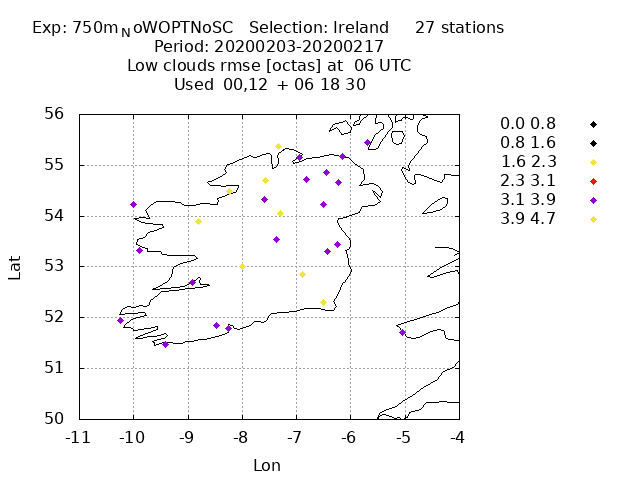 Exp: 750mNoWOPTNoSC Selection: Ireland 27 stations
Period: 20200203-20200217
Low clouds rmse [octas] at 06 UTC
Used 00,12 + 06 18 30
0.0 0.8
0.8 1.6
1.6 2.3
2.3 3.1
3.1 3.9
3.9 4.7
56
55
54
53
52
51
50
Lat
-11 -10 -9 -8 -7 -6 -5 -4
Lon